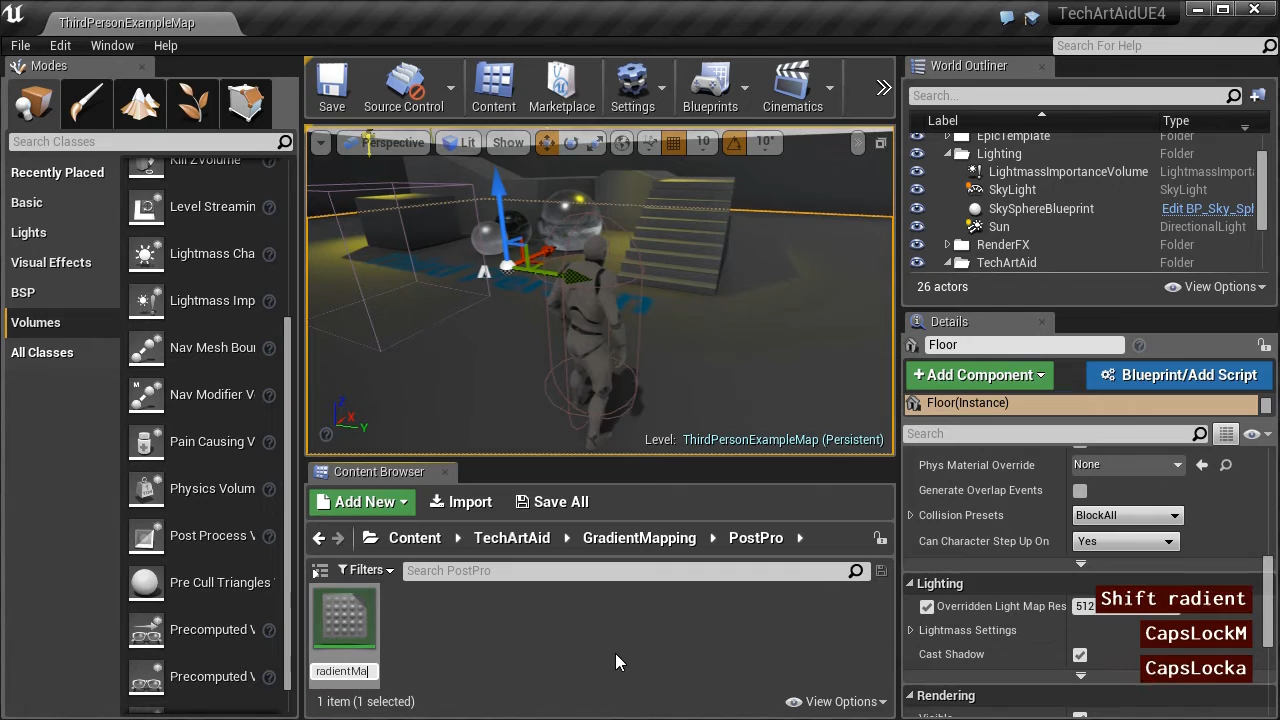 ThirdPersonExampleMap
TechArtAidUE4
File Edit Window Help
Search For Help
Modes
Search Classes
Recently Placed
Basic
Lights
Visual Effects
BSP
Volumes
All Classes
Kill ZVolume
Level Streamin
Lightmass Cha
Lightmass Imp
Nav Mesh Boun
Nav Modifier V
Pain Causing V
Physics Volum
Post Process V
Pre Cull Triangles
Precomputed V
Precomputed V
Save
Source Control
Content
Marketplace
Settings
Blueprints
Cinematics
Perspective
Lit
Show
10
10°
Z
X
Y
Level: ThirdPersonExampleMap (Persistent)
Content Browser
Add New
Import
Save All
Content
TechArtAid
GradientMapping
PostPro
Filters
Search PostPro
radientMa
1 item (1 selected)
View Options
World Outliner
Search...
Label Type
EpicTemplate Folder
Lighting Folder
LightmassImportanceVolume LightmassImporta
SkyLight SkyLight
SkySphereBlueprint Edit BP_Sky_Spl
Sun DirectionalLight
RenderFX Folder
TechArtAid Folder
26 actors
View Options
Details
Floor
+Add Component
Blueprint/Add Script
Floor(Instance)
Search
Phys Material Override None
Generate Overlap Events
Collision Presets BlockAll
Can Character Step Up On Yes
Lighting
Overridden Light Map Res 512
Lightmass Settings
Cast Shadow
Rendering
Shift radient
CapsLockM
CapsLocka